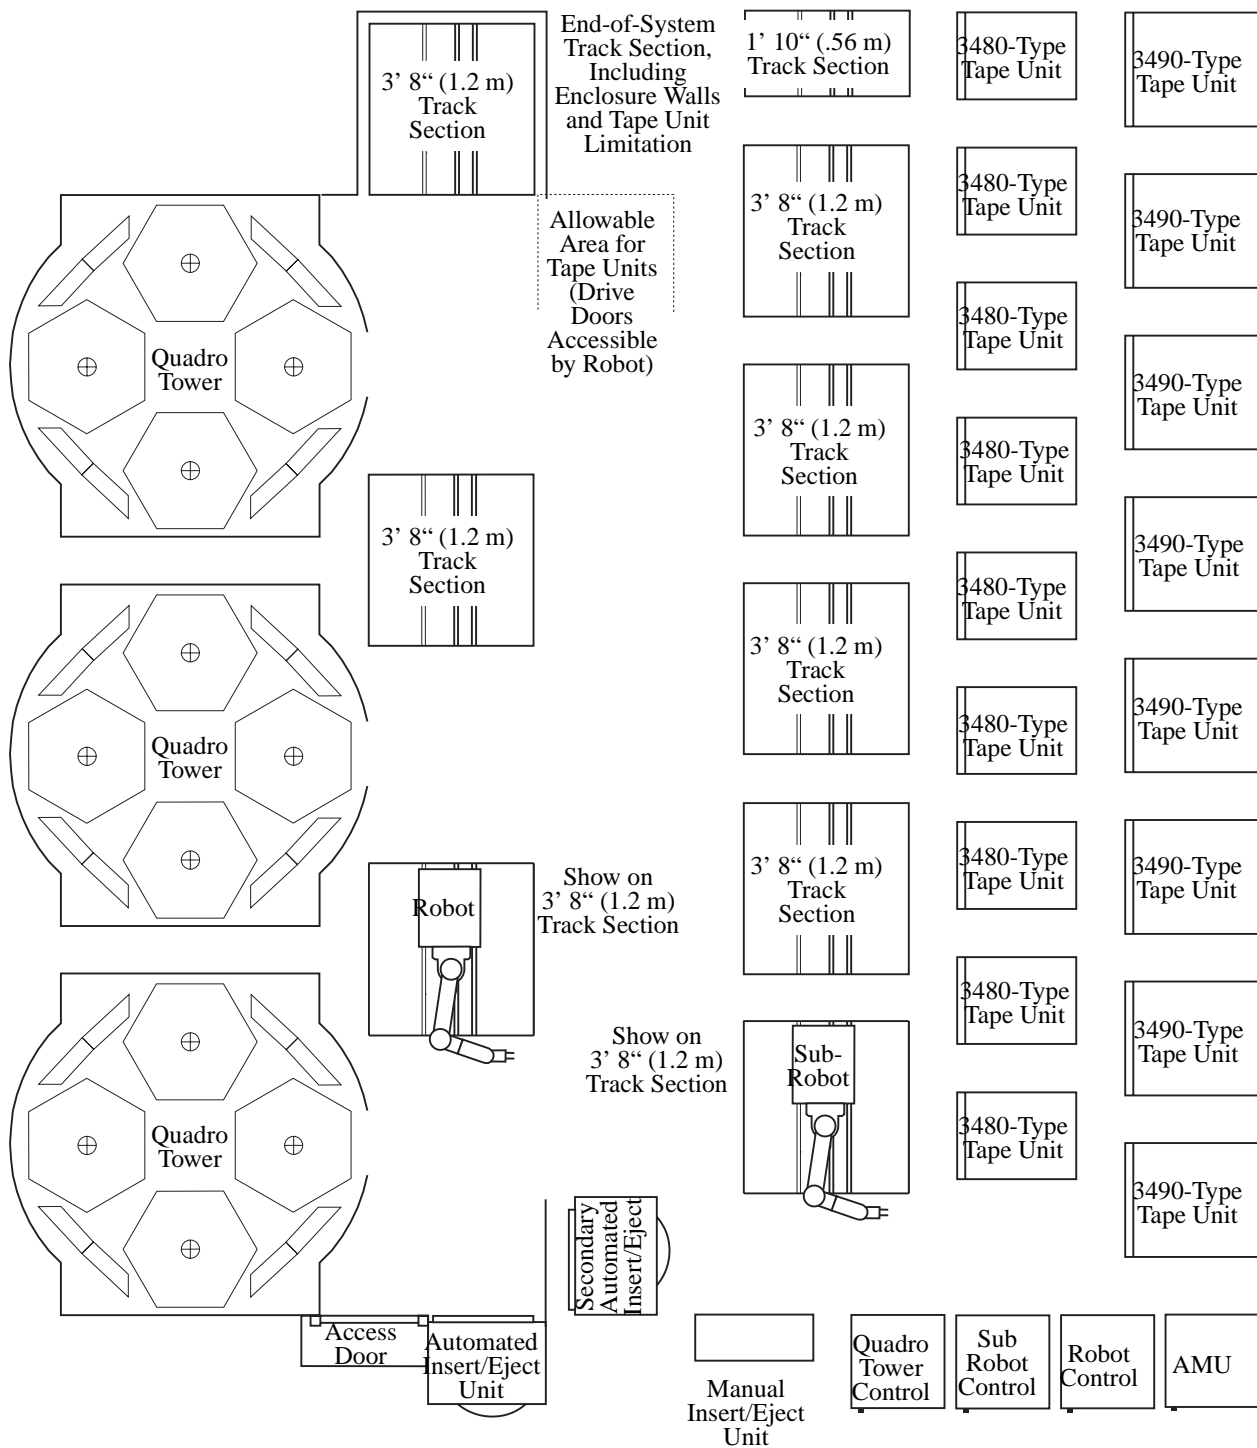 3’ 8“ (1.2 m)
Track
Section
End-of-System
Track Section,
Including
Enclosure Walls
and Tape Unit
Limitation
Allowable
Area for
Tape Units
(Drive
Doors
Accessible
by Robot)
Quadro
Tower
3’ 8“ (1.2 m)
Track
Section
Quadro
Tower
Robot
Show on
3’ 8“ (1.2 m)
Track Section
Quadro
Tower
Access
Door
Automated
Insert/Eject
Unit
Secondary
Automated
Insert/Eject
1’ 10“ (.56 m)
Track Section
3’ 8“ (1.2 m)
Track
Section
3’ 8“ (1.2 m)
Track
Section
3’ 8“ (1.2 m)
Track
Section
3’ 8“ (1.2 m)
Track
Section
Show on
3’ 8“ (1.2 m)
Track Section
Sub-
Robot
3480-Type
Tape Unit
3480-Type
Tape Unit
3480-Type
Tape Unit
3480-Type
Tape Unit
3480-Type
Tape Unit
3480-Type
Tape Unit
3480-Type
Tape Unit
3480-Type
Tape Unit
3480-Type
Tape Unit
3490-Type
Tape Unit
3490-Type
Tape Unit
3490-Type
Tape Unit
3490-Type
Tape Unit
3490-Type
Tape Unit
3490-Type
Tape Unit
3490-Type
Tape Unit
3490-Type
Tape Unit
Manual
Insert/Eject
Unit
Quadro
Tower
Control
Sub
Robot
Control
Robot
Control
AMU